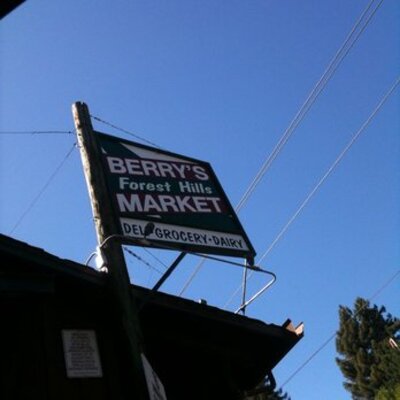 BERRY'S
Forest Hills
MARKET
DELI GROCERY-DAIRY